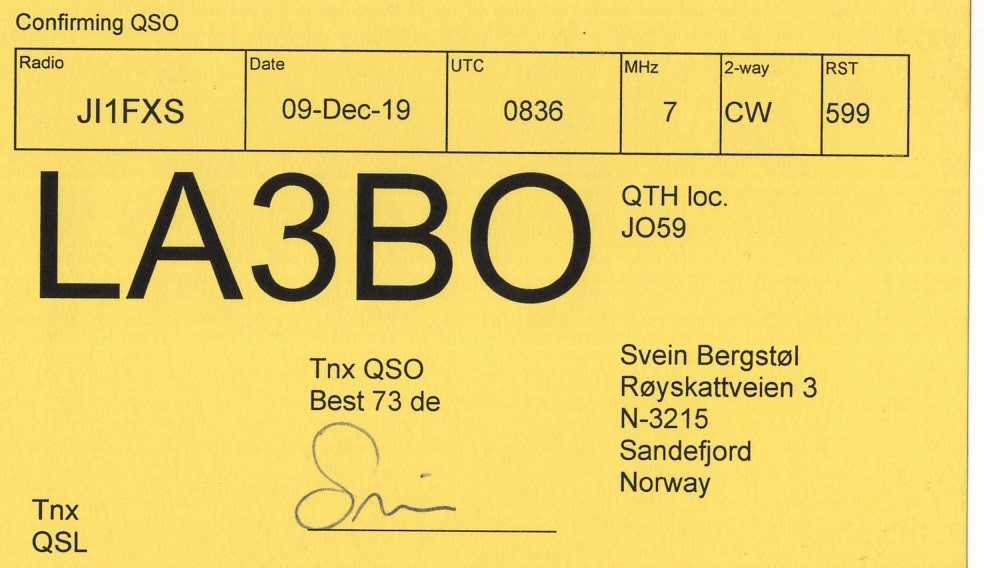 Confirming QSO
Radio Date UTC MHz 2-way RST
JI1FXS 09-Dec-19 0836 7 CW 599
LA3BO
QTH loc.
JO59
Tnx QSO
Best 73 de
Svein
Svein Bergstøl
Røyskattveien 3
N-3215
Sandefjord
Norway
Tnx
QSL